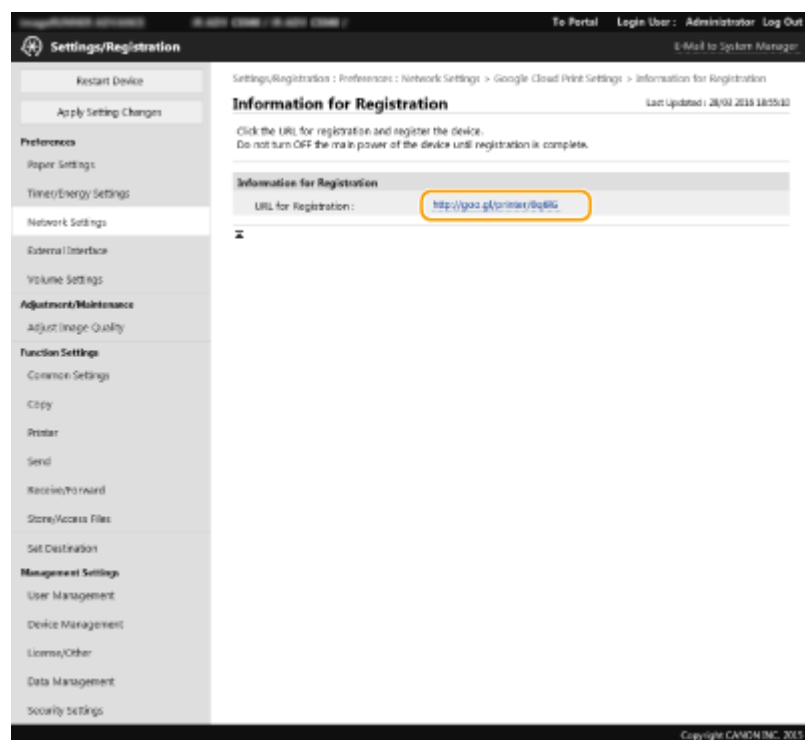 To Portal Login User : Administrator Log Out
Settings/Registration
E-Mail to System Manager
Restart Device
Apply Setting Changes
Preferences
Paper Settings
Timer/Energy Settings
Network Settings
External Interface
Volume Settings
Adjustment/Maintenance
Adjust Image Quality
Function Settings
Common Settings
Copy
Printer
Send
Receive/Forward
Store/Access Files
Set Destination
Management Settings
User Management
Device Management
License/Other
Data Management
Security Settings
Settings/Registration : Preferences : Network Settings > Google Cloud Print Settings > Information for Registration
Information for Registration
Last Updated : 18:55:10
Click the URL for registration and register the device.
Do not turn OFF the main power of the device until registration is complete.
Information for Registration
URL for Registration :
Copyright CANON INC. 2015